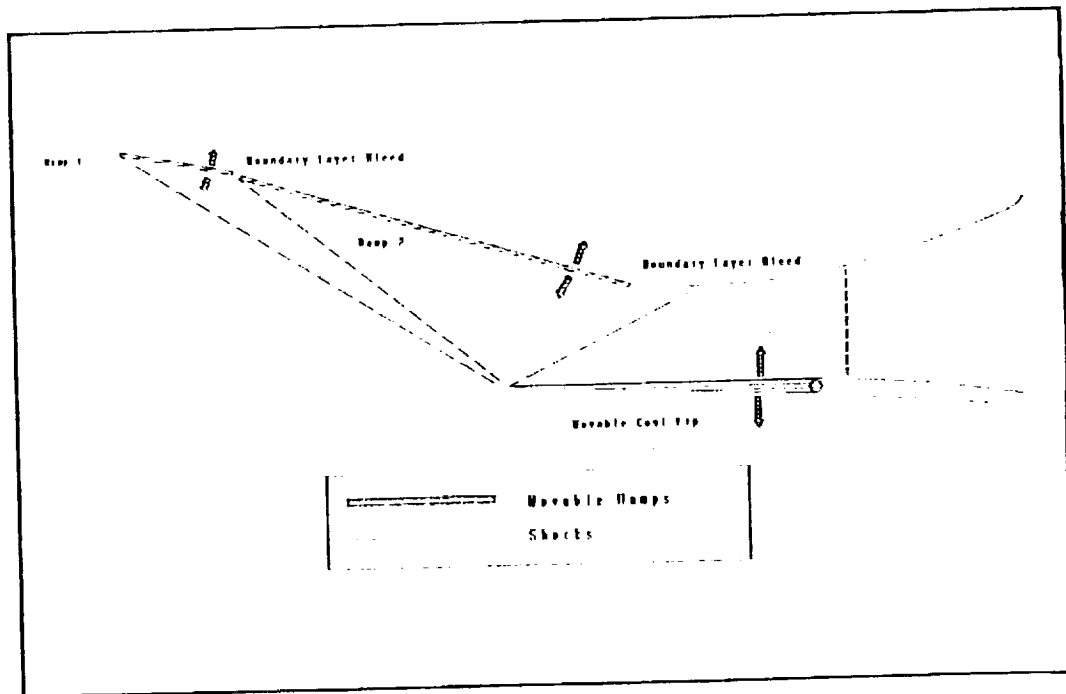 Ramp 1
Boundary Layer Bleed
Ramp 2
Boundary Layer Bleed
Movable Cowl Lip
Movable Ramps
Shocks